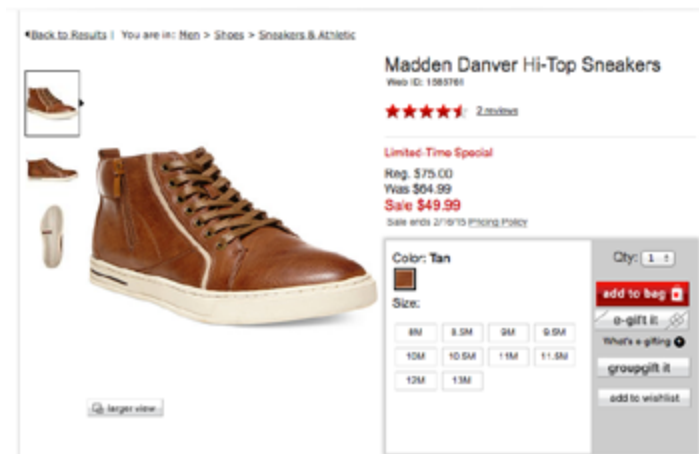 Back to Results | You are in: Men > Shoes > Sneakers & Athletic
Madden Danver Hi-Top Sneakers
Web ID: 1583761
2 reviews
Limited-Time Special
Reg. $75.00
Was $64.99
Sale $49.99
Sale ends 2/16/15 Pricing Policy
Color: Tan
Size:
8M 8.5M 9M 9.5M
10M 10.5M 11M 11.5M
12M 13M
Qty: 1
add to bag
e-gift it
What's e-gifting
groupgift it
add to wishlist
larger view